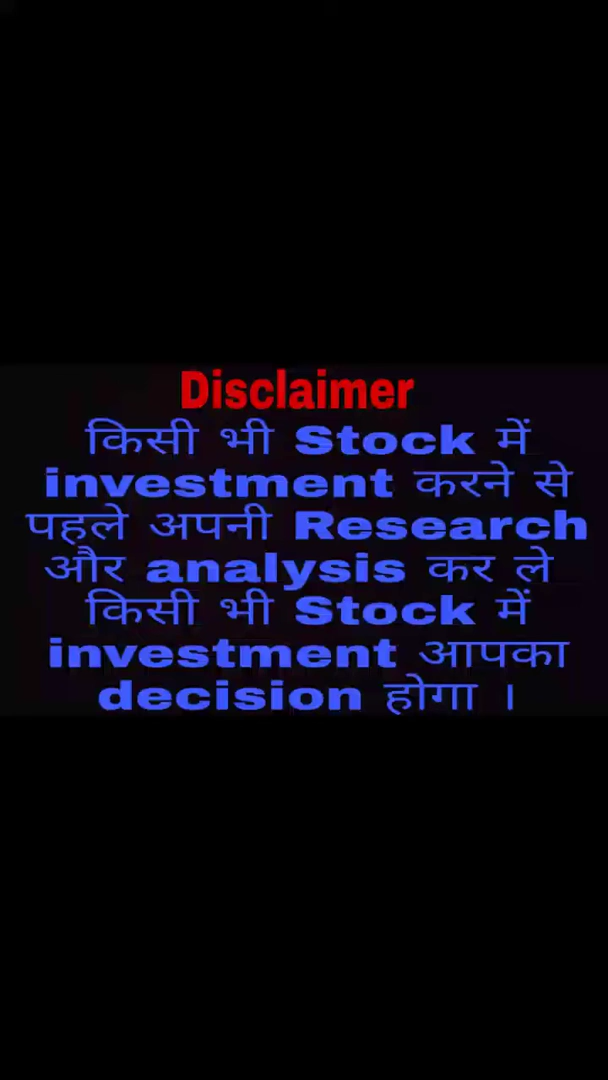 Disclaimer
किसी भी Stock में
investment करने से
पहले अपनी Research
और analysis कर ले
किसी भी Stock में
investment आपका
decision होगा ।